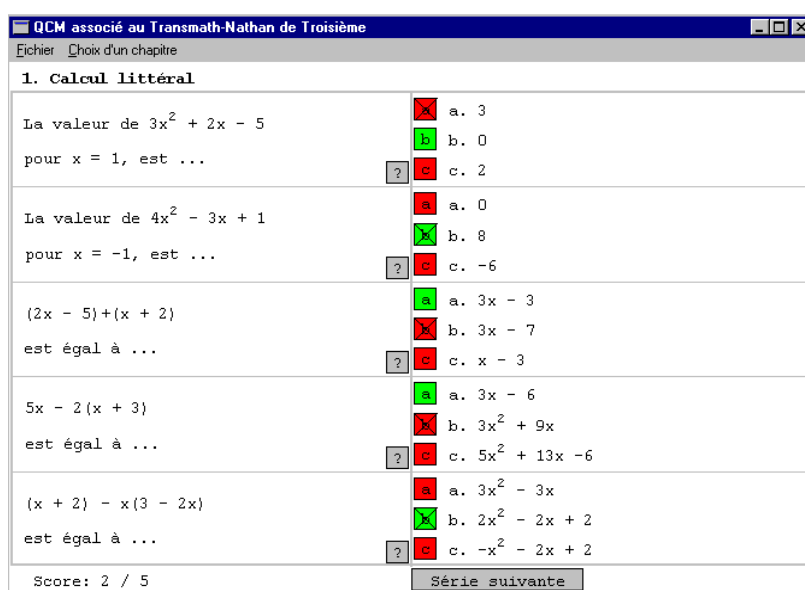 QCM associé au Transmath-Nathan de Troisième
Fichier Choix d'un chapitre
1. Calcul littéral
La valeur de 3x² + 2x - 5
pour x = 1, est ...
?
a a. 3
b b. 0
c c. 2
La valeur de 4x² - 3x + 1
pour x = -1, est ...
?
a a. 0
b b. 8
c c. -6
(2x - 5)+(x + 2)
est égal à ...
?
a a. 3x - 3
b b. 3x - 7
c c. x - 3
5x - 2(x + 3)
est égal à ...
?
a a. 3x - 6
b b. 3x² + 9x
c c. 5x² + 13x -6
(x + 2) - x(3 - 2x)
est égal à ...
?
a a. 3x² - 3x
b b. 2x² - 2x + 2
c c. -x² - 2x + 2
Score: 2 / 5
Série suivante